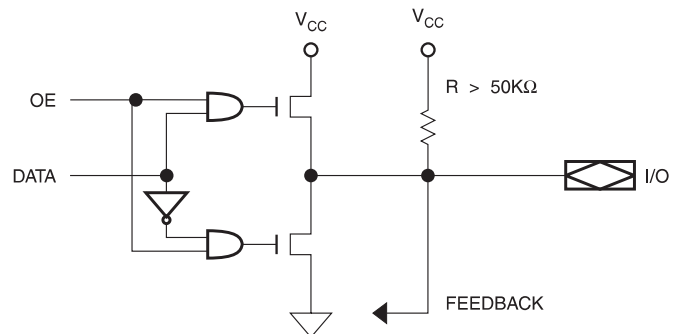 V_CC
V_CC
R > 50KΩ
OE
DATA
I/O
FEEDBACK